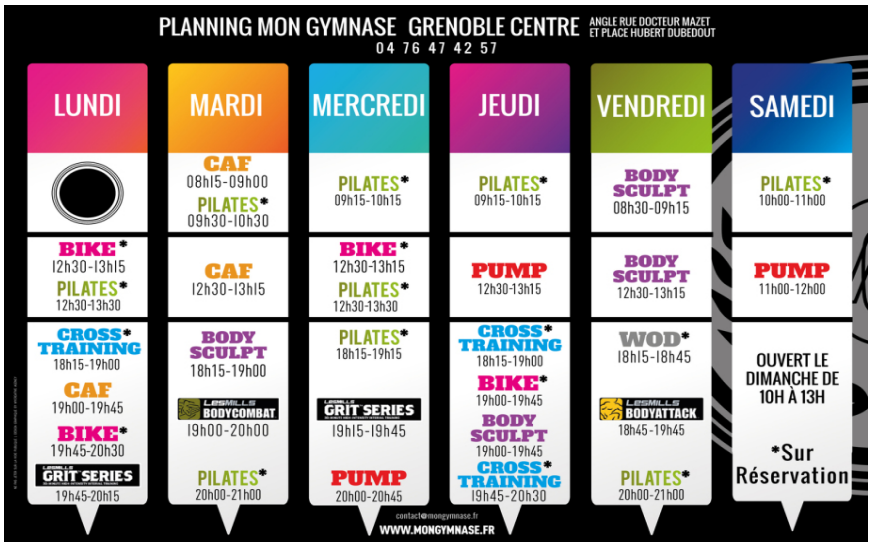 PLANNING MON GYMNASE GRENOBLE CENTRE
ANGLE RUE DOCTEUR MAZET
ET PLACE HUBERT DUBEDOUT
04 76 47 42 57
LUNDI
BIKE*
12h30-13h15
PILATES*
12h30-13h30
CROSS*
TRAINING
18h15-19h00
CAF
19h00-19h45
BIKE*
19h45-20h30
LESMILLS
GRIT SERIES
19h45-20h15
MARDI
CAF
08h15-09h00
PILATES*
09h30-10h30
CAF
12h30-13h15
BODY
SCULPT
18h15-19h00
LESMILLS
BODYCOMBAT
19h00-20h00
PILATES*
20h00-21h00
MERCREDI
PILATES*
09h15-10h15
BIKE*
12h30-13h15
PILATES*
12h30-13h30
PILATES*
18h15-19h15
LESMILLS
GRIT SERIES
19h15-19h45
PUMP
20h00-20h45
JEUDI
PILATES*
09h15-10h15
PUMP
12h30-13h15
CROSS*
TRAINING
18h15-19h00
BIKE*
19h00-19h45
BODY
SCULPT
19h00-19h45
CROSS*
TRAINING
19h45-20h30
VENDREDI
BODY
SCULPT
08h30-09h15
BODY
SCULPT
12h30-13h15
WOD*
18h15-18h45
LESMILLS
BODYATTACK
18h45-19h45
PILATES*
20h00-21h00
SAMEDI
PILATES*
10h00-11h00
PUMP
11h00-12h00
OUVERT LE
DIMANCHE DE
10H À 13H
*Sur
Réservation
contact@mongymnase.fr
WWW.MONGYMNASE.FR